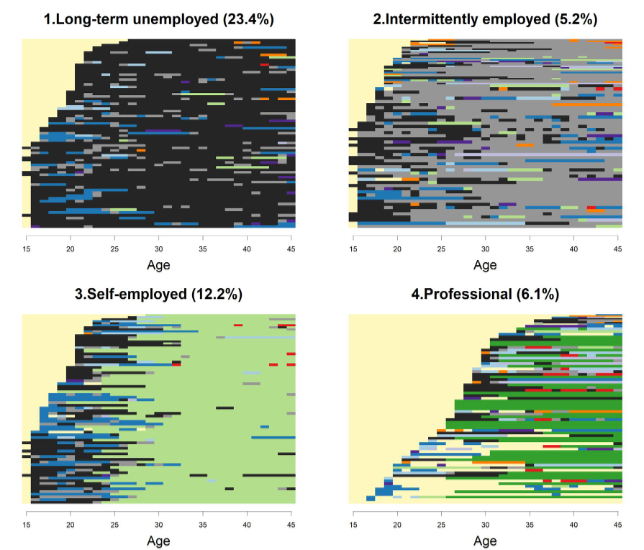 1.Long-term unemployed (23.4%)
2.Intermittently employed (5.2%)
15 20 25 30 35 40 45
Age
15 20 25 30 35 40 45
Age
3.Self-employed (12.2%)
4.Professional (6.1%)
15 20 25 30 35 40 45
Age
15 20 25 30 35 40 45
Age